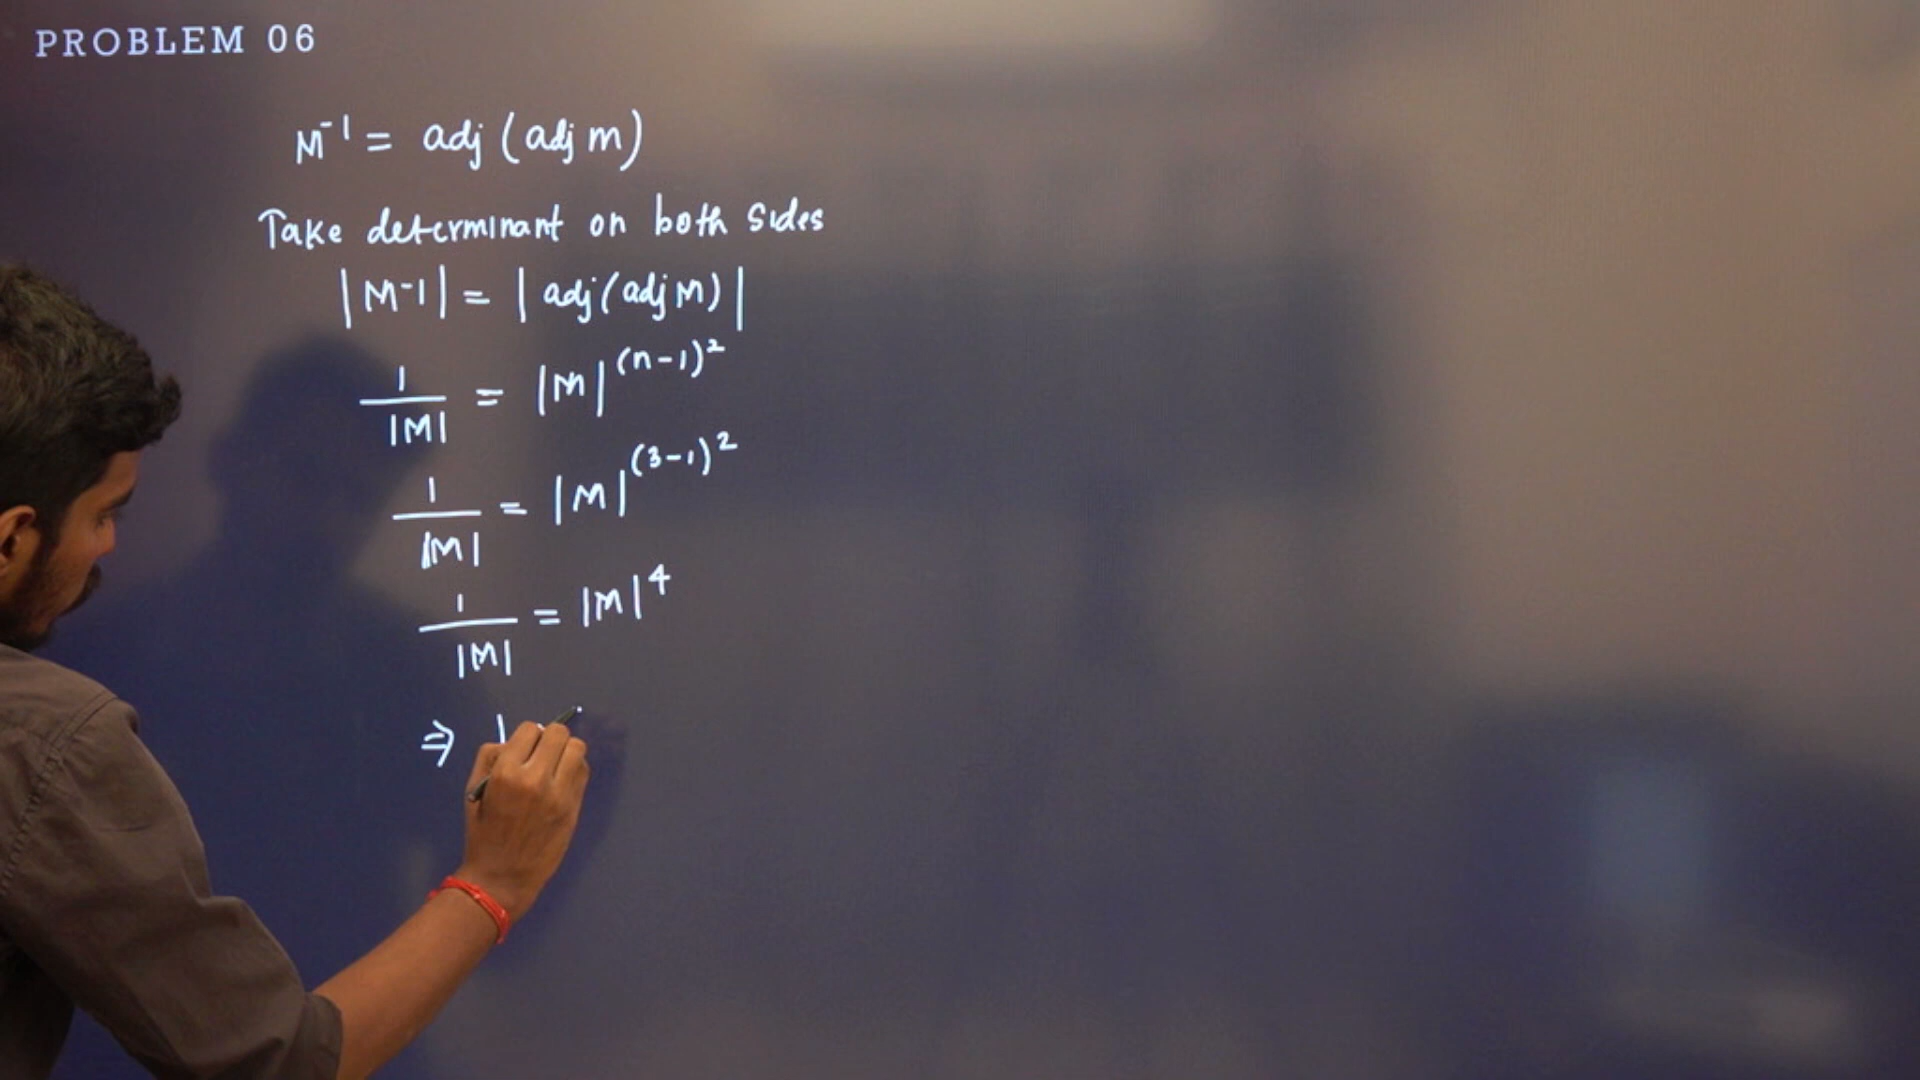 PROBLEM 06
M⁻¹ = adj (adj m)
Take determinant on both sides
|M-1| = | adj(adj M) |
1/|M| = |M|^(n-1)²
1/|M| = |M|^(3-1)²
1/|M| = |M|⁴
⇒ 1